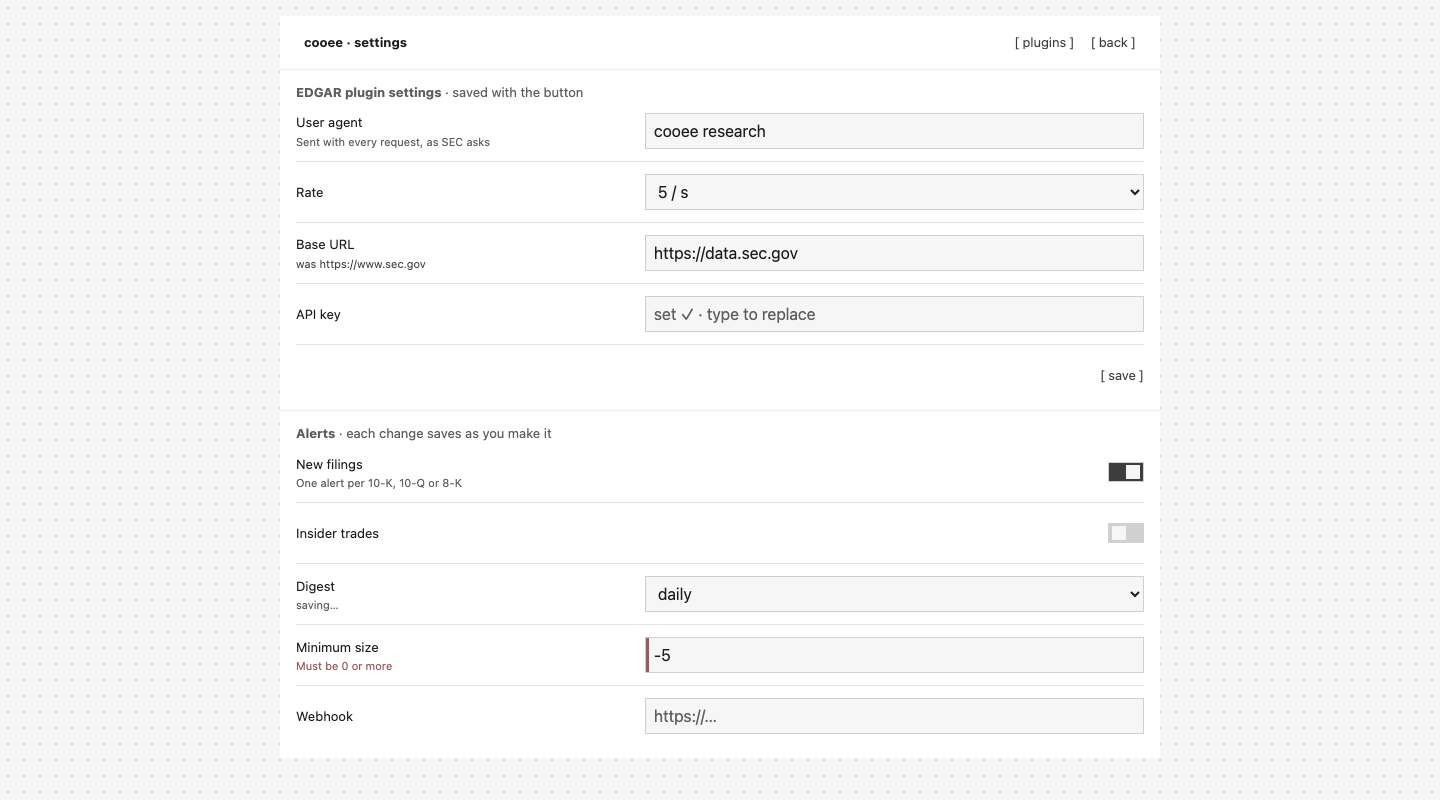 cooee · settings
[ plugins ] [ back ]
EDGAR plugin settings · saved with the button
User agent
Sent with every request, as SEC asks
cooee research
Rate
5 / s
Base URL
was https://www.sec.gov
https://data.sec.gov
API key
set ✓ · type to replace
[ save ]
Alerts · each change saves as you make it
New filings
One alert per 10-K, 10-Q or 8-K
Insider trades
Digest
saving…
daily
Minimum size
Must be 0 or more
-5
Webhook
https://…